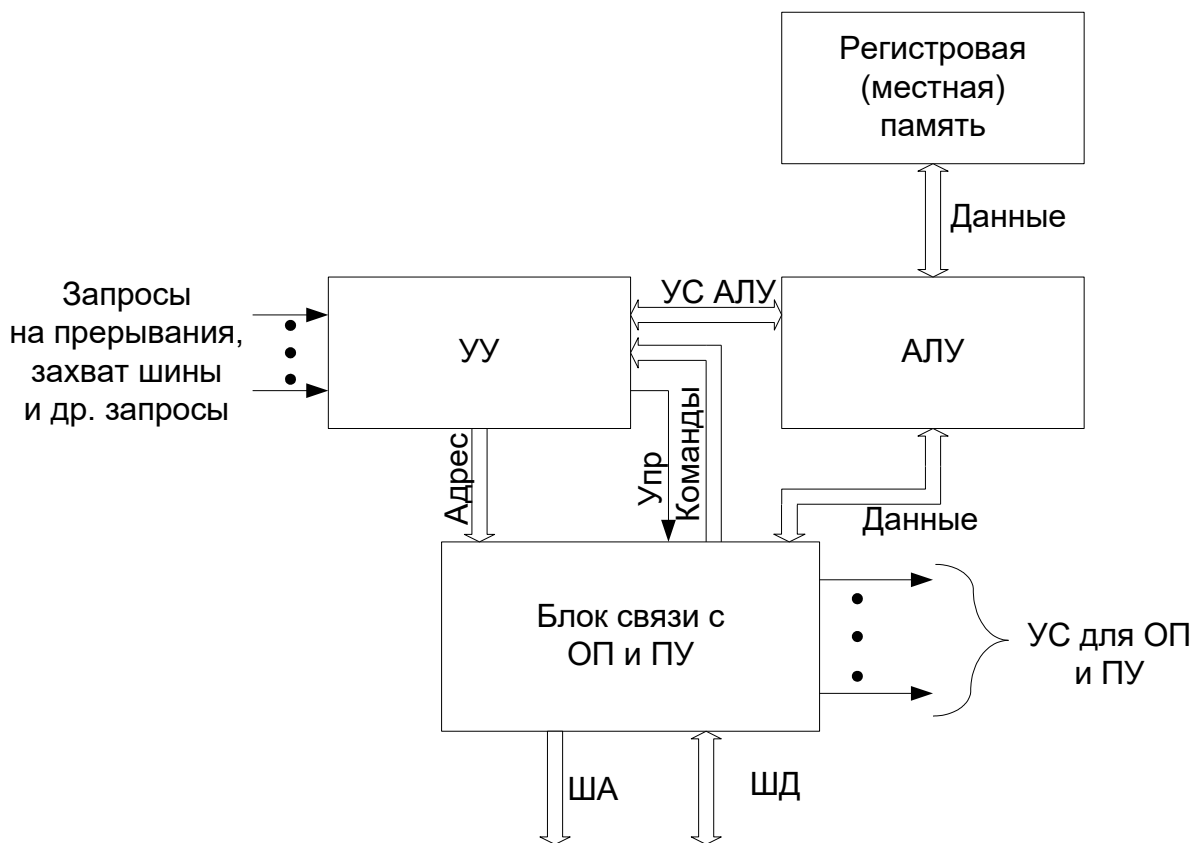 Регистровая
(местная)
память
Данные
Запросы
на прерывания,
захват шины
и др. запросы
УС АЛУ
УУ
АЛУ
Адрес
Упр
Команды
Данные
Блок связи с
ОП и ПУ
УС для ОП
и ПУ
ША
ШД